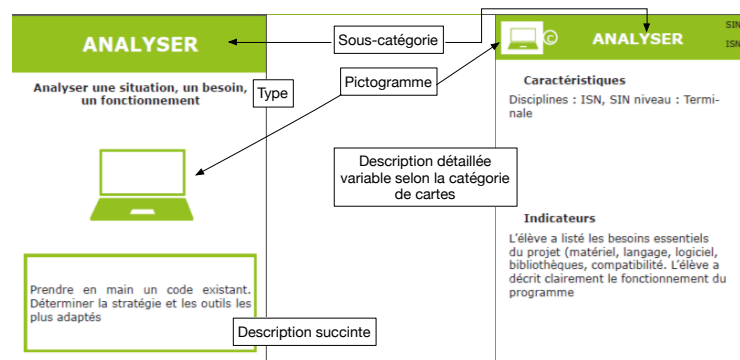 ANALYSER
Analyser une situation, un besoin,
un fonctionnement
Prendre en main un code existant.
Déterminer la stratégie et les outils les
plus adaptés
Sous-catégorie
Type
Pictogramme
Description détaillée
variable selon la catégorie
de cartes
Description succinte
© ANALYSER
SIN
ISN
Caractéristiques
Disciplines : ISN, SIN niveau : Termi-
nale
Indicateurs
L'élève a listé les besoins essentiels
du projet (matériel, langage, logiciel,
bibliothèques, compatibilité. L'élève a
décrit clairement le fonctionnement du
programme